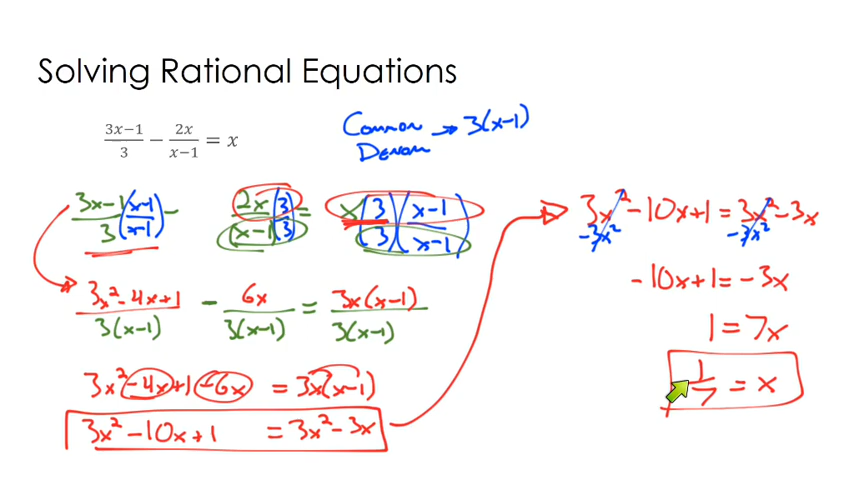 Solving Rational Equations
(3x−1)/3 − 2x/(x−1) = x
Common → 3(x-1)
Denom
3x-1/3 (x-1/x-1) - 2x/x-1 (3/3) = x (3/3)(x-1/x-1)
3x²-4x+1/3(x-1) - 6x/3(x-1) = 3x(x-1)/3(x-1)
3x²-4x+1-6x = 3x(x-1)
3x²-10x+1 = 3x²-3x
3x²-10x+1=3x²-3x
-3x² -3x²
-10x+1=-3x
1=7x
1/7 = x